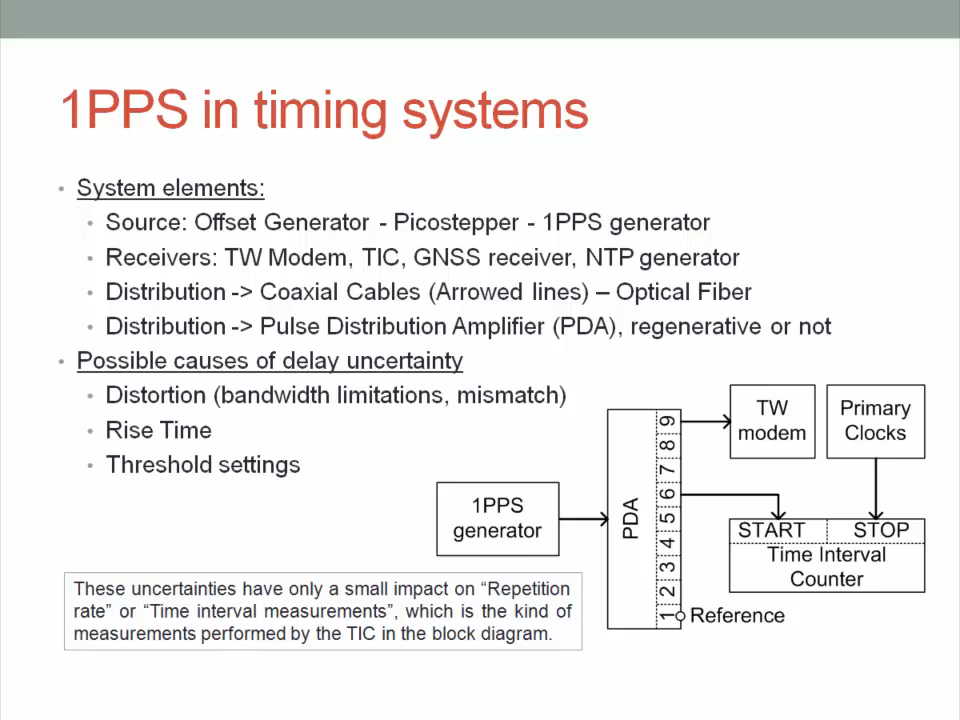 1PPS in timing systems
• System elements:
• Source: Offset Generator - Picostepper - 1PPS generator
• Receivers: TW Modem, TIC, GNSS receiver, NTP generator
• Distribution -> Coaxial Cables (Arrowed lines) – Optical Fiber
• Distribution -> Pulse Distribution Amplifier (PDA), regenerative or not
• Possible causes of delay uncertainty
• Distortion (bandwidth limitations, mismatch)
• Rise Time
• Threshold settings
These uncertainties have only a small impact on “Repetition
rate” or “Time interval measurements”, which is the kind of
measurements performed by the TIC in the block diagram.
1PPS
generator
PDA
9
8
7
6
5
4
3
2
1
Reference
TW
modem
Primary
Clocks
START STOP
Time Interval
Counter